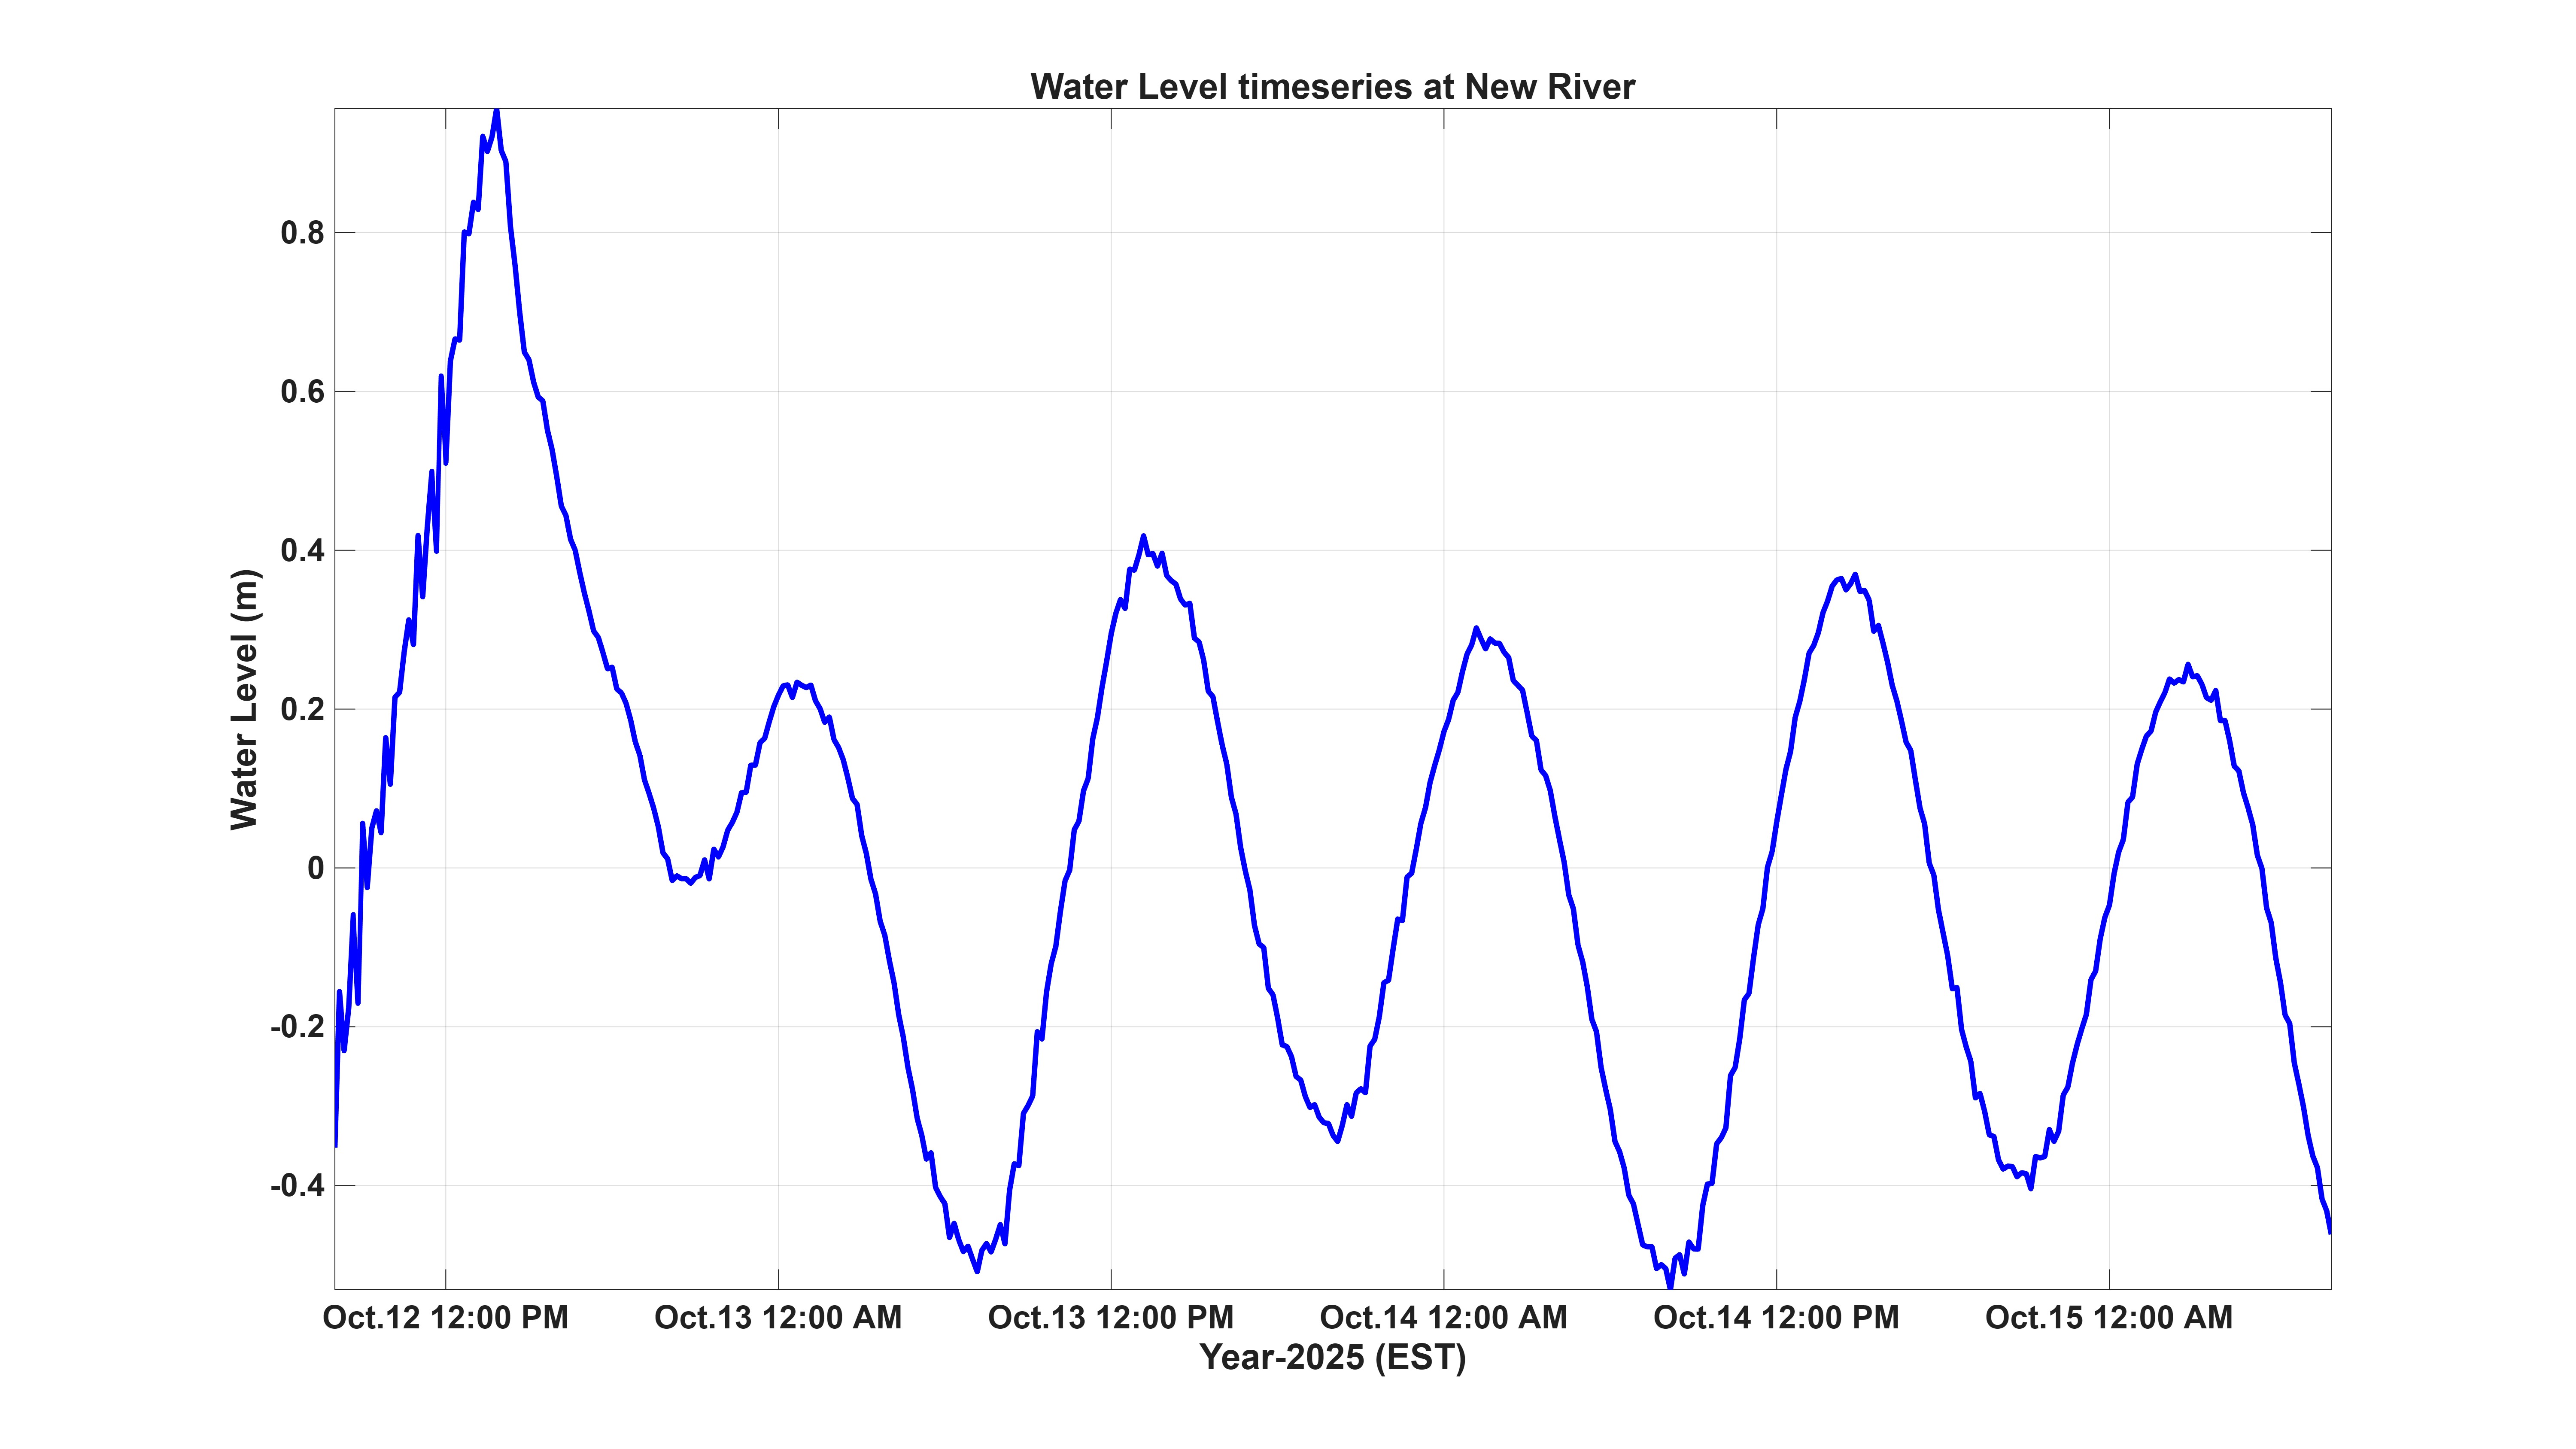 Water Level timeseries at New River
Water Level (m)
0.8
0.6
0.4
0.2
0
-0.2
-0.4
Oct.12 12:00 PM
Oct.13 12:00 AM
Oct.13 12:00 PM
Oct.14 12:00 AM
Oct.14 12:00 PM
Oct.15 12:00 AM
Year-2025 (EST)